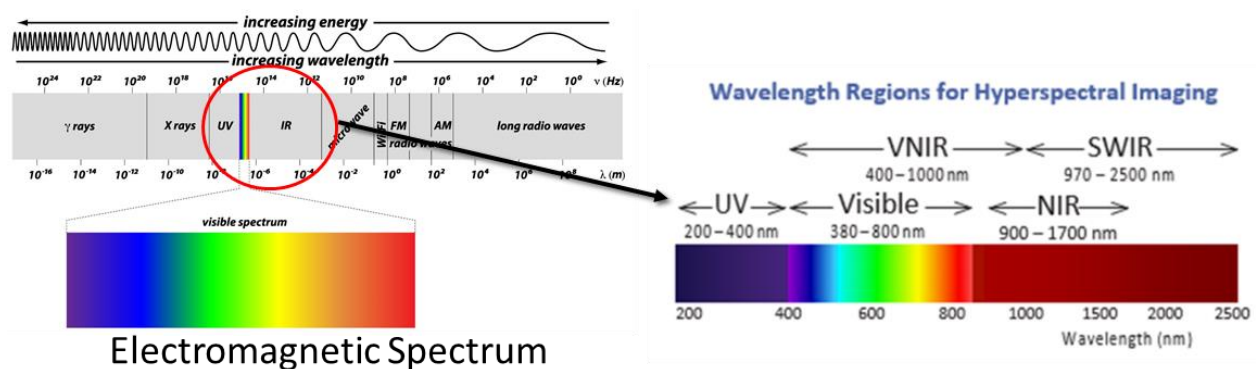 increasing energy
increasing wavelength
10²⁴ 10²² 10²⁰ 10¹⁸ 10¹⁶ 10¹⁴ 10¹² 10¹⁰ 10⁸ 10⁶ 10⁴ 10² 10⁰ ν (Hz)
γ rays X rays UV IR microwave WiFi FM AM long radio waves
radio waves
10⁻¹⁶ 10⁻¹⁴ 10⁻¹² 10⁻¹⁰ 10⁻⁶ 10⁻⁴ 10⁻² 10⁰ 10² 10⁴ 10⁶ 10⁸ λ (m)
visible spectrum
Electromagnetic Spectrum
Wavelength Regions for Hyperspectral Imaging
VNIR SWIR
400–1000 nm 970 – 2500 nm
UV Visible NIR
200–400 nm 380–800 nm 900–1700 nm
200 400 600 800 1000 1500 2000 2500
Wavelength (nm)